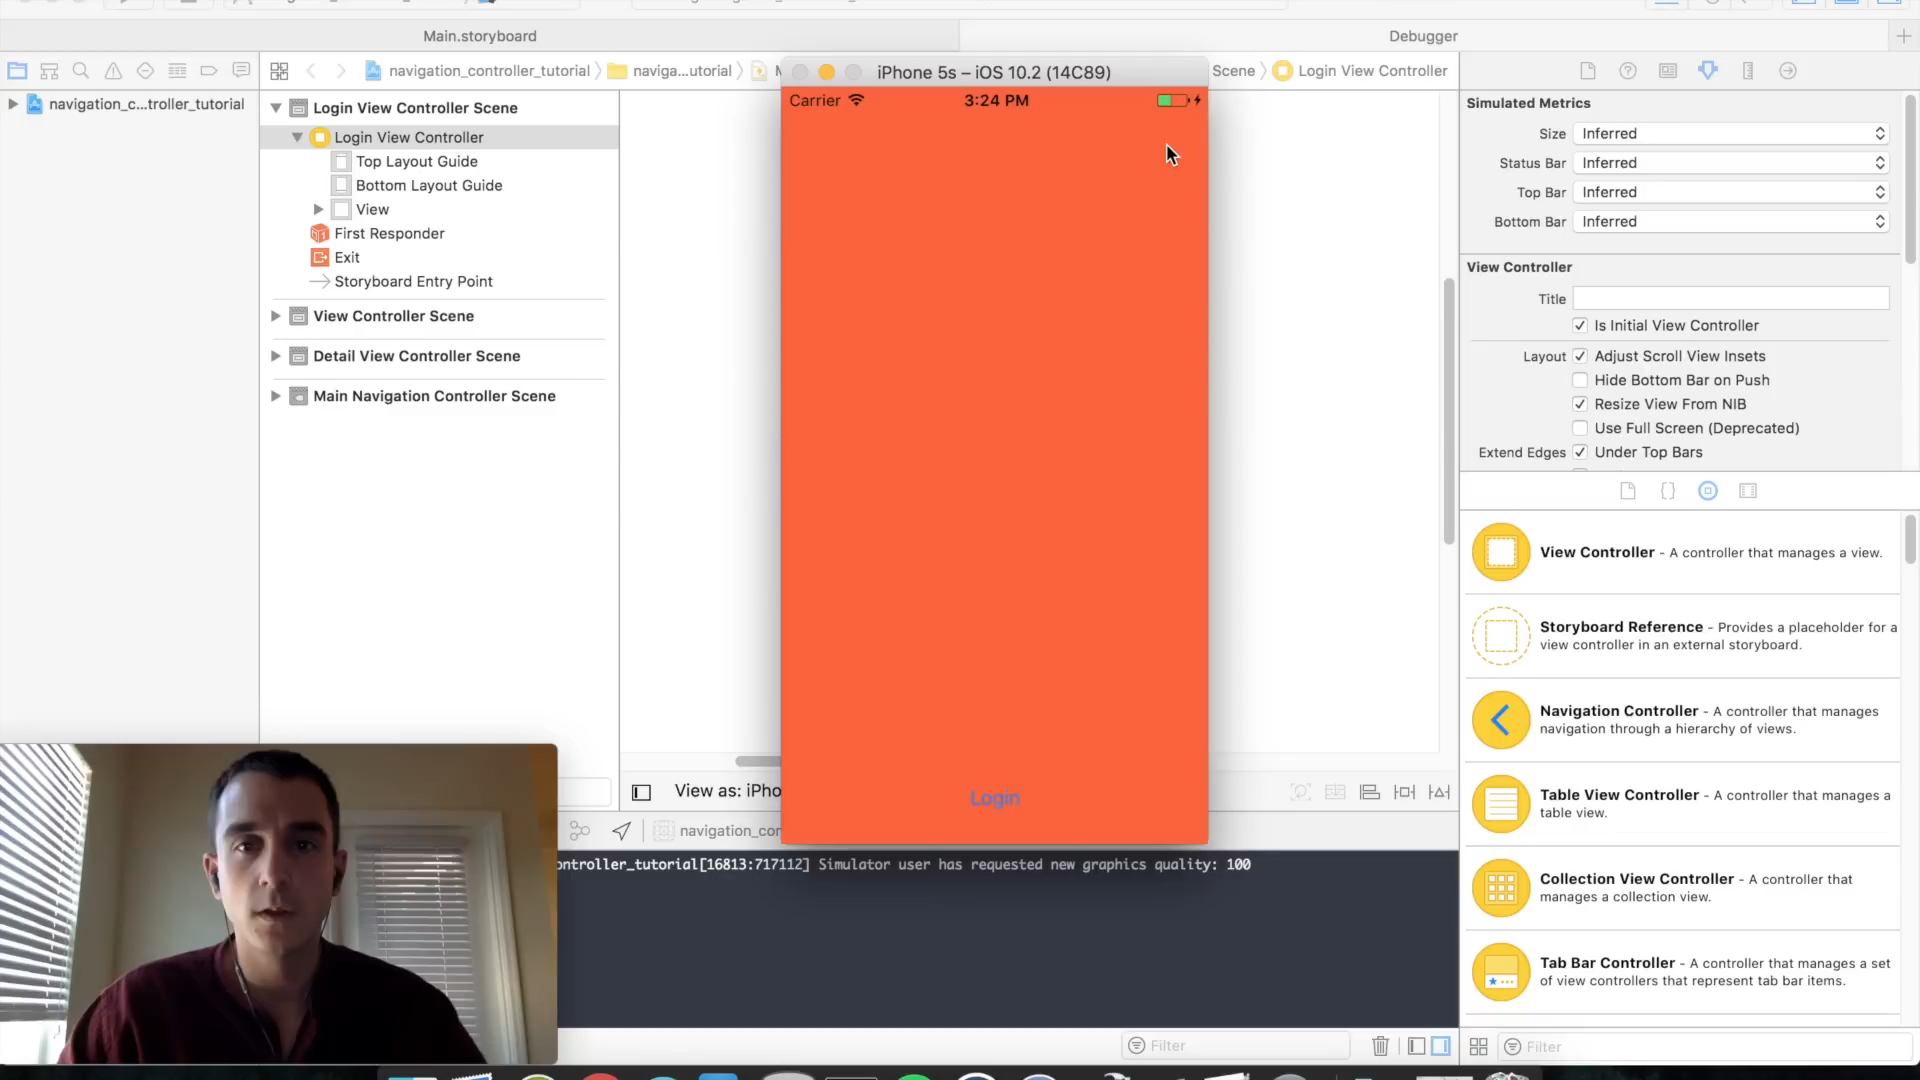 Main.storyboard
Debugger
navigation_controller_tutorial
naviga...utorial
M
iPhone 5s – iOS 10.2 (14C89)
Scene
Login View Controller
navigation_c...troller_tutorial
Login View Controller Scene
Login View Controller
Top Layout Guide
Bottom Layout Guide
View
First Responder
Exit
Storyboard Entry Point
View Controller Scene
Detail View Controller Scene
Main Navigation Controller Scene
Carrier
3:24 PM
Login
View as: iPho
navigation_cor
ontroller_tutorial[16813:717112] Simulator user has requested new graphics quality: 100
Filter
Simulated Metrics
Size Inferred
Status Bar Inferred
Top Bar Inferred
Bottom Bar Inferred
View Controller
Title
Is Initial View Controller
Layout Adjust Scroll View Insets
Hide Bottom Bar on Push
Resize View From NIB
Use Full Screen (Deprecated)
Extend Edges Under Top Bars
View Controller - A controller that manages a view.
Storyboard Reference - Provides a placeholder for a
view controller in an external storyboard.
Navigation Controller - A controller that manages
navigation through a hierarchy of views.
Table View Controller - A controller that manages a
table view.
Collection View Controller - A controller that
manages a collection view.
Tab Bar Controller - A controller that manages a set
of view controllers that represent tab bar items.
Filter